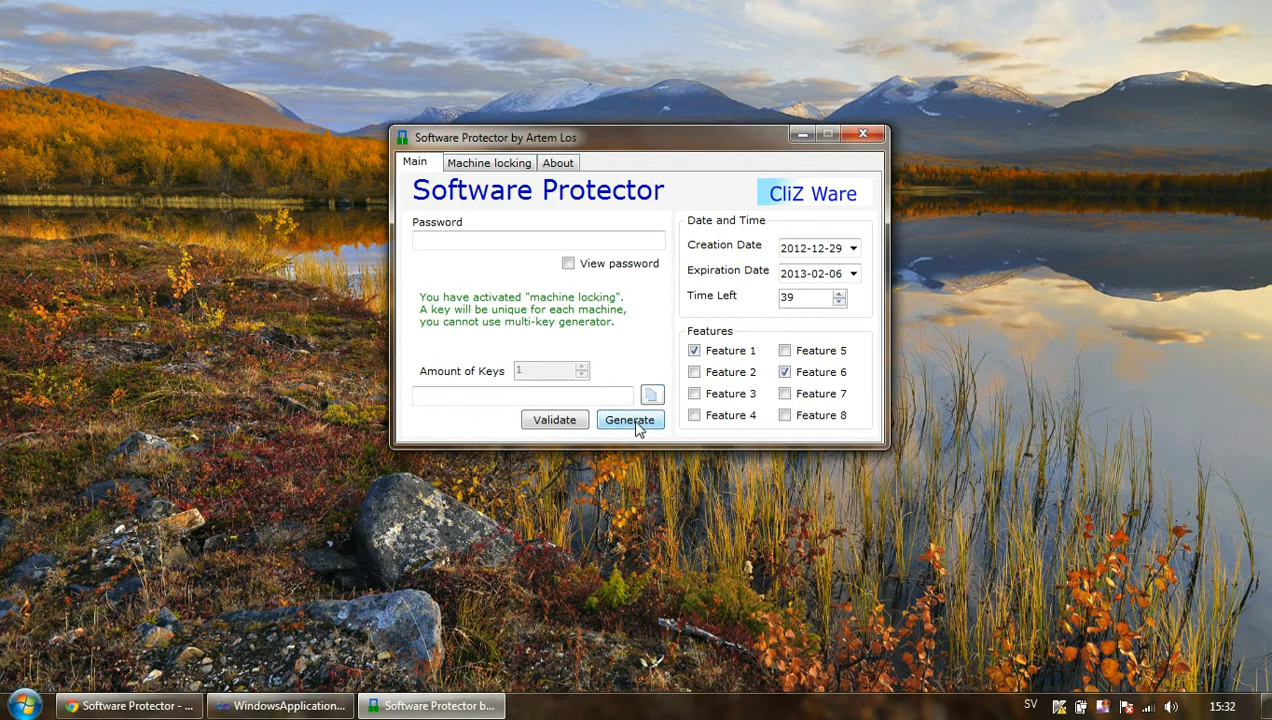 Software Protector by Artem Los
Main
Machine locking
About
Software Protector
CliZ Ware
Password
View password
You have activated "machine locking".
A key will be unique for each machine,
you cannot use multi-key generator.
Amount of Keys
1
Validate
Generate
Date and Time
Creation Date
2012-12-29
Expiration Date
2013-02-06
Time Left
39
Features
Feature 1
Feature 5
Feature 2
Feature 6
Feature 3
Feature 7
Feature 4
Feature 8
Software Protector - ...
WindowsApplication...
Software Protector b...
SV
15:32